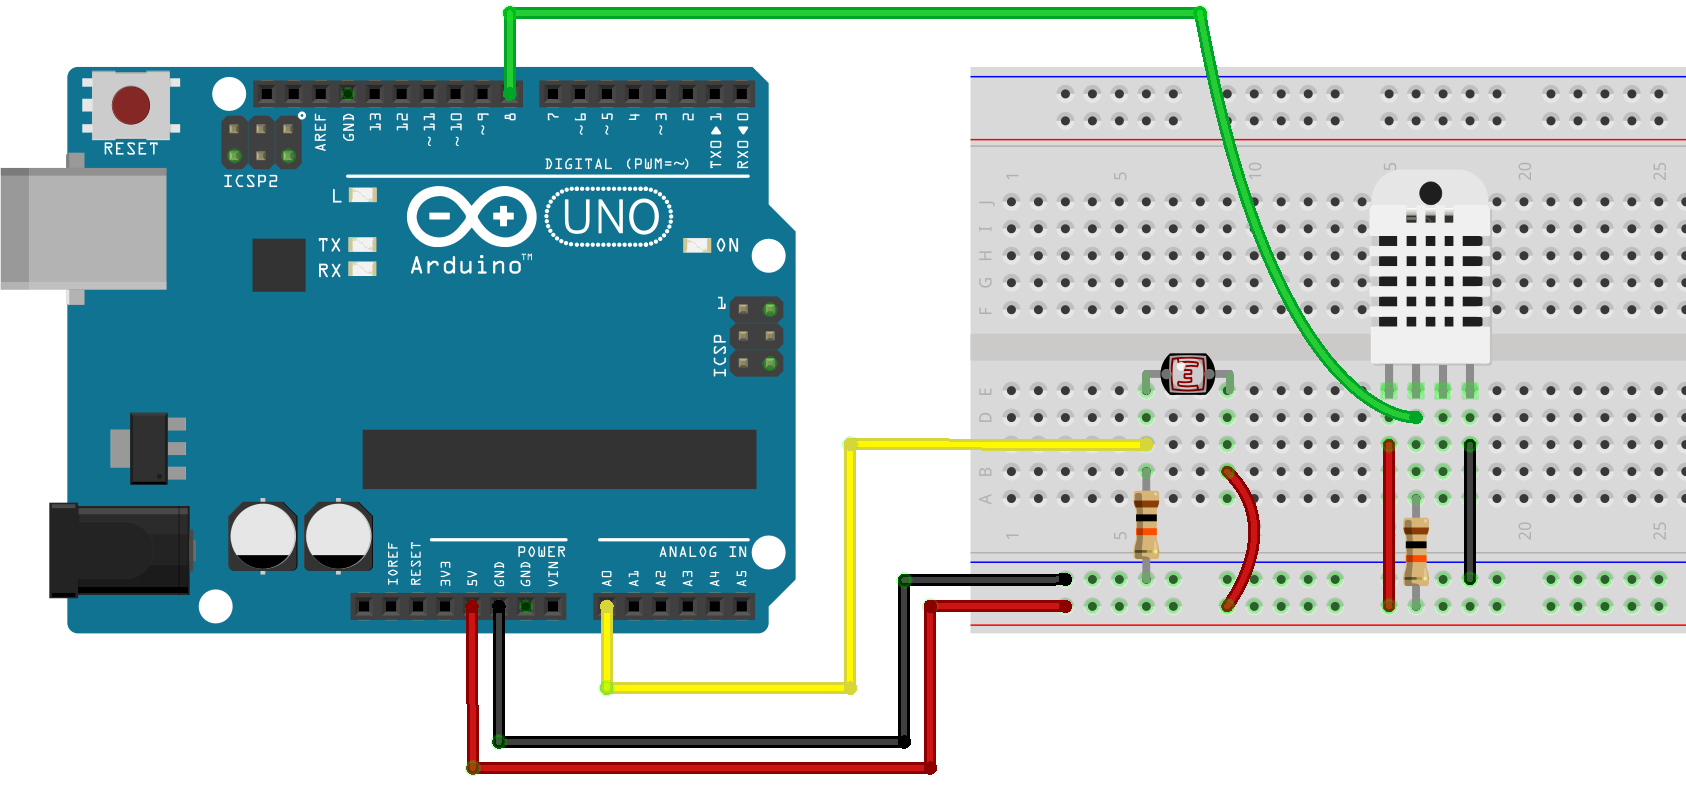 RESET
ICSP2
AREF
GND
13
12
~11
~10
~9
8
7
~6
~5
4
~3
2
TX0▶1
RX0◀0
DIGITAL (PWM=~)
L
TX
RX
UNO
Arduino™
ON
1
ICSP
IOREF
RESET
3V3
5V
GND
GND
VIN
POWER
ANALOG IN
A0
A1
A2
A3
A4
A5
1
5
10
15
20
25
J
I
H
G
F
E
D
B
A
1
5
20
25